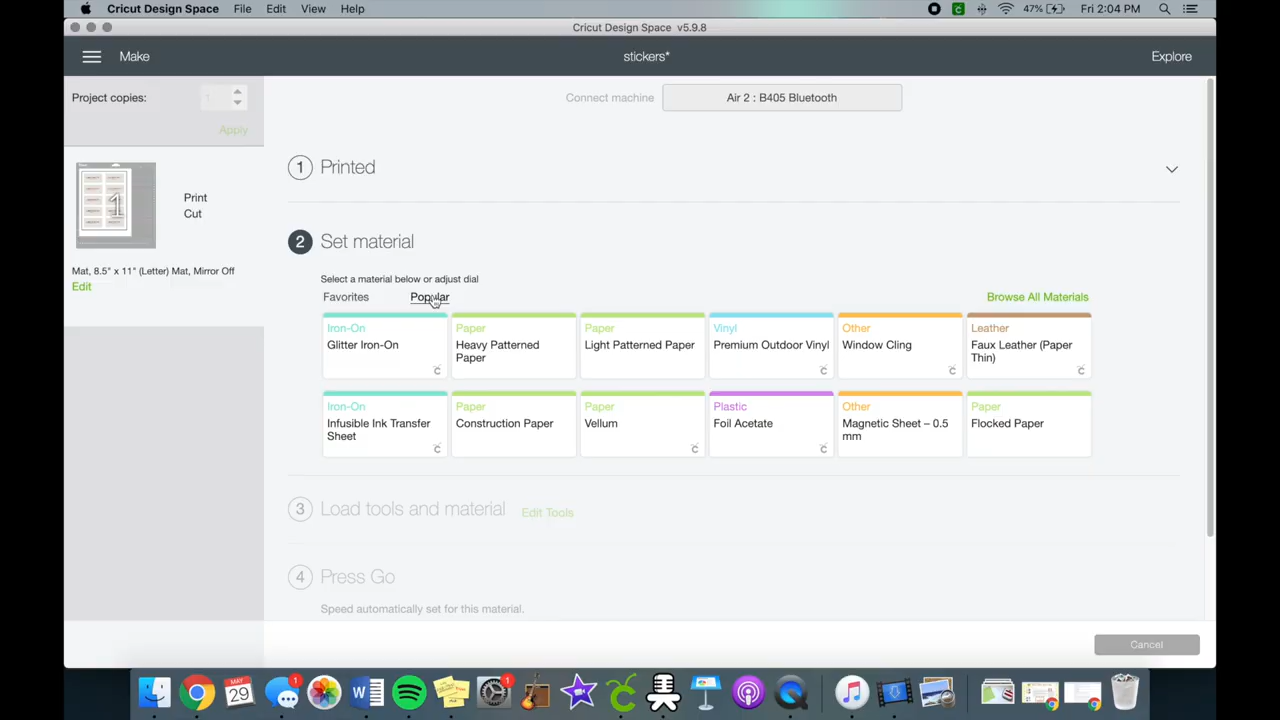 Cricut Design Space File Edit View Help 47% Fri 2:04 PM
Cricut Design Space v5.9.8
Make stickers* Explore
Project copies: 1
Apply
Connect machine Air 2 : B405 Bluetooth
1 Printed
1
Print
Cut
Mat, 8.5" x 11" (Letter) Mat, Mirror Off
Edit
2 Set material
Select a material below or adjust dial
Favorites Popular Browse All Materials
Iron-On
Glitter Iron-On
Paper
Heavy Patterned
Paper
Paper
Light Patterned Paper
Vinyl
Premium Outdoor Vinyl
Other
Window Cling
Leather
Faux Leather (Paper
Thin)
Iron-On
Infusible Ink Transfer
Sheet
Paper
Construction Paper
Paper
Vellum
Plastic
Foil Acetate
Other
Magnetic Sheet – 0.5
mm
Paper
Flocked Paper
3 Load tools and material Edit Tools
4 Press Go
Speed automatically set for this material.
Cancel
MAY
29
1
1